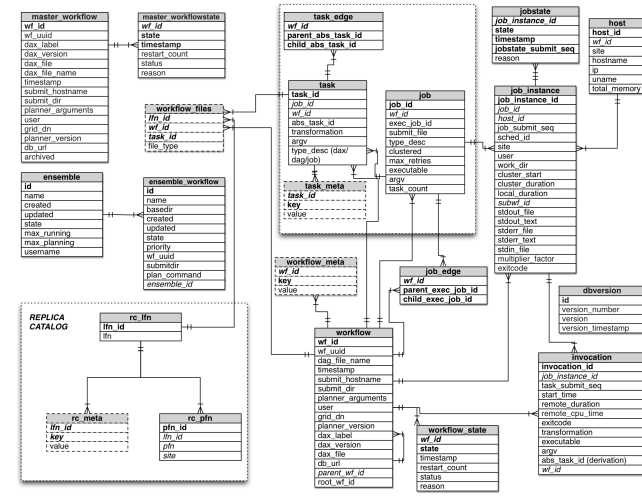 master_workflow
wf_id
wf_uuid
dax_label
dax_version
dax_file
dax_file_name
timestamp
submit_hostname
submit_dir
planner_arguments
user
grid_dn
planner_version
db_url
archived
master_workflowstate
wf_id
state
timestamp
restart_count
status
reason
task_edge
wf_id
parent_abs_task_id
child_abs_task_id
jobstate
job_instance_id
state
timestamp
jobstate_submit_seq
reason
host
host_id
wf_id
site
hostname
ip
uname
total_memory
workflow_files
lfn_id
wf_id
task_id
file_type
task
task_id
job_id
wf_id
abs_task_id
transformation
argv
type_desc (dax/
dag/job)
job
job_id
wf_id
exec_job_id
submit_file
type_desc
clustered
max_retries
executable
argv
task_count
job_instance
job_instance_id
job_id
host_id
job_submit_seq
sched_id
site
user
work_dir
cluster_start
cluster_duration
local_duration
subwf_id
stdout_file
stdout_text
stderr_file
stderr_text
stdin_file
multiplier_factor
exitcode
task_meta
task_id
key
value
ensemble
id
name
created
updated
state
max_running
max_planning
username
ensemble_workflow
id
name
basedir
created
updated
state
priority
wf_uuid
submitdir
plan_command
ensemble_id
workflow_meta
wf_id
key
value
job_edge
wf_id
parent_exec_job_id
child_exec_job_id
dbversion
id
version_number
version
version_timestamp
REPLICA
CATALOG
rc_lfn
lfn_id
lfn
rc_meta
lfn_id
key
value
rc_pfn
pfn_id
lfn_id
pfn
site
workflow
wf_id
wf_uuid
dag_file_name
timestamp
submit_hostname
submit_dir
planner_arguments
user
grid_dn
planner_version
dax_label
dax_version
dax_file
db_url
parent_wf_id
root_wf_id
workflow_state
wf_id
state
timestamp
restart_count
status
reason
invocation
invocation_id
job_instance_id
task_submit_seq
start_time
remote_duration
remote_cpu_time
exitcode
transformation
executable
argv
abs_task_id (derivation)
wf_id